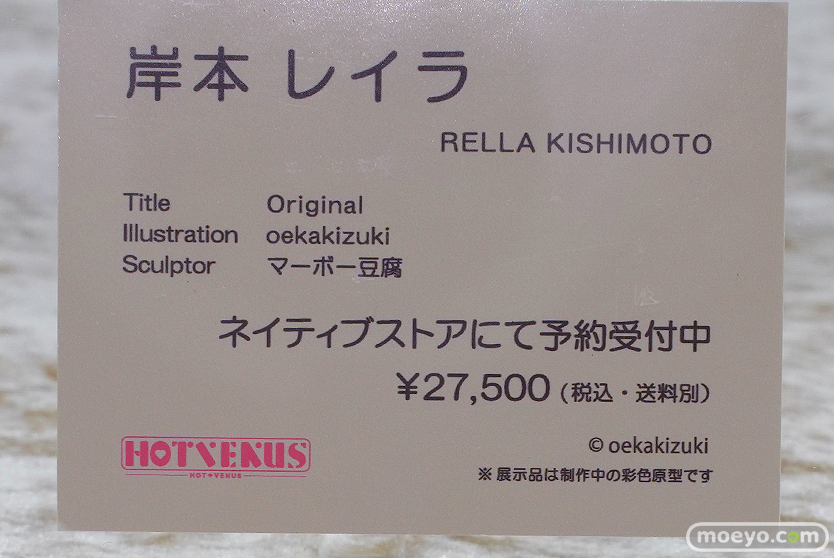 岸本 レイラ
RELLA KISHIMOTO
Title Original
Illustration oekakizuki
Sculptor マーボー豆腐
ネイティブストアにて予約受付中
¥27,500 (税込・送料別)
HOTVENUS
HOT♥VENUS
© oekakizuki
※展示品は制作中の彩色原型です
moeyo.com